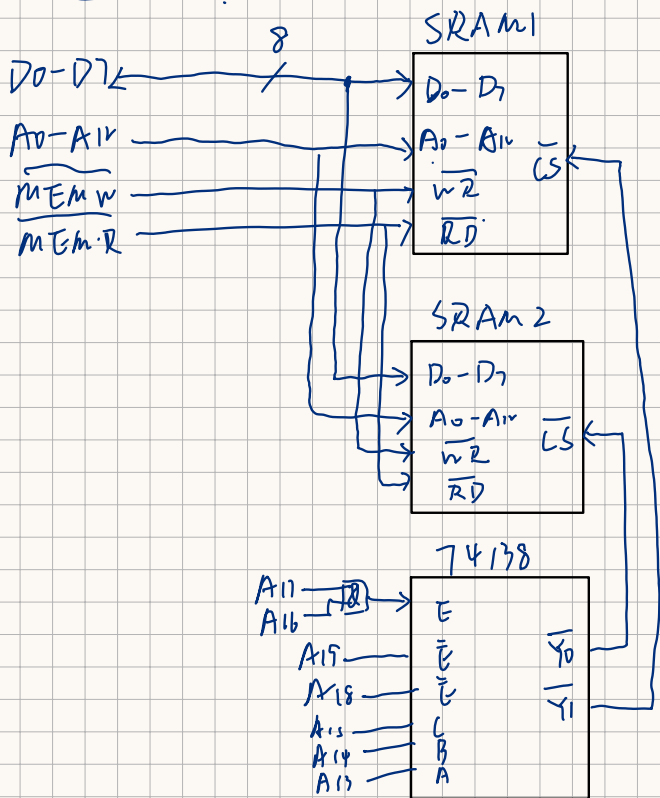 SRAM1
8
D0-D7
D0-D7
A0-A12
A0-A12
CS
MEMW
WR
MEMR
RD
SRAM2
D0-D7
A0-A12
CS
WR
RD
74138
A17
&
E
A16
Y0
A19
E
A18
E
Y1
A15
C
A14
B
A13
A